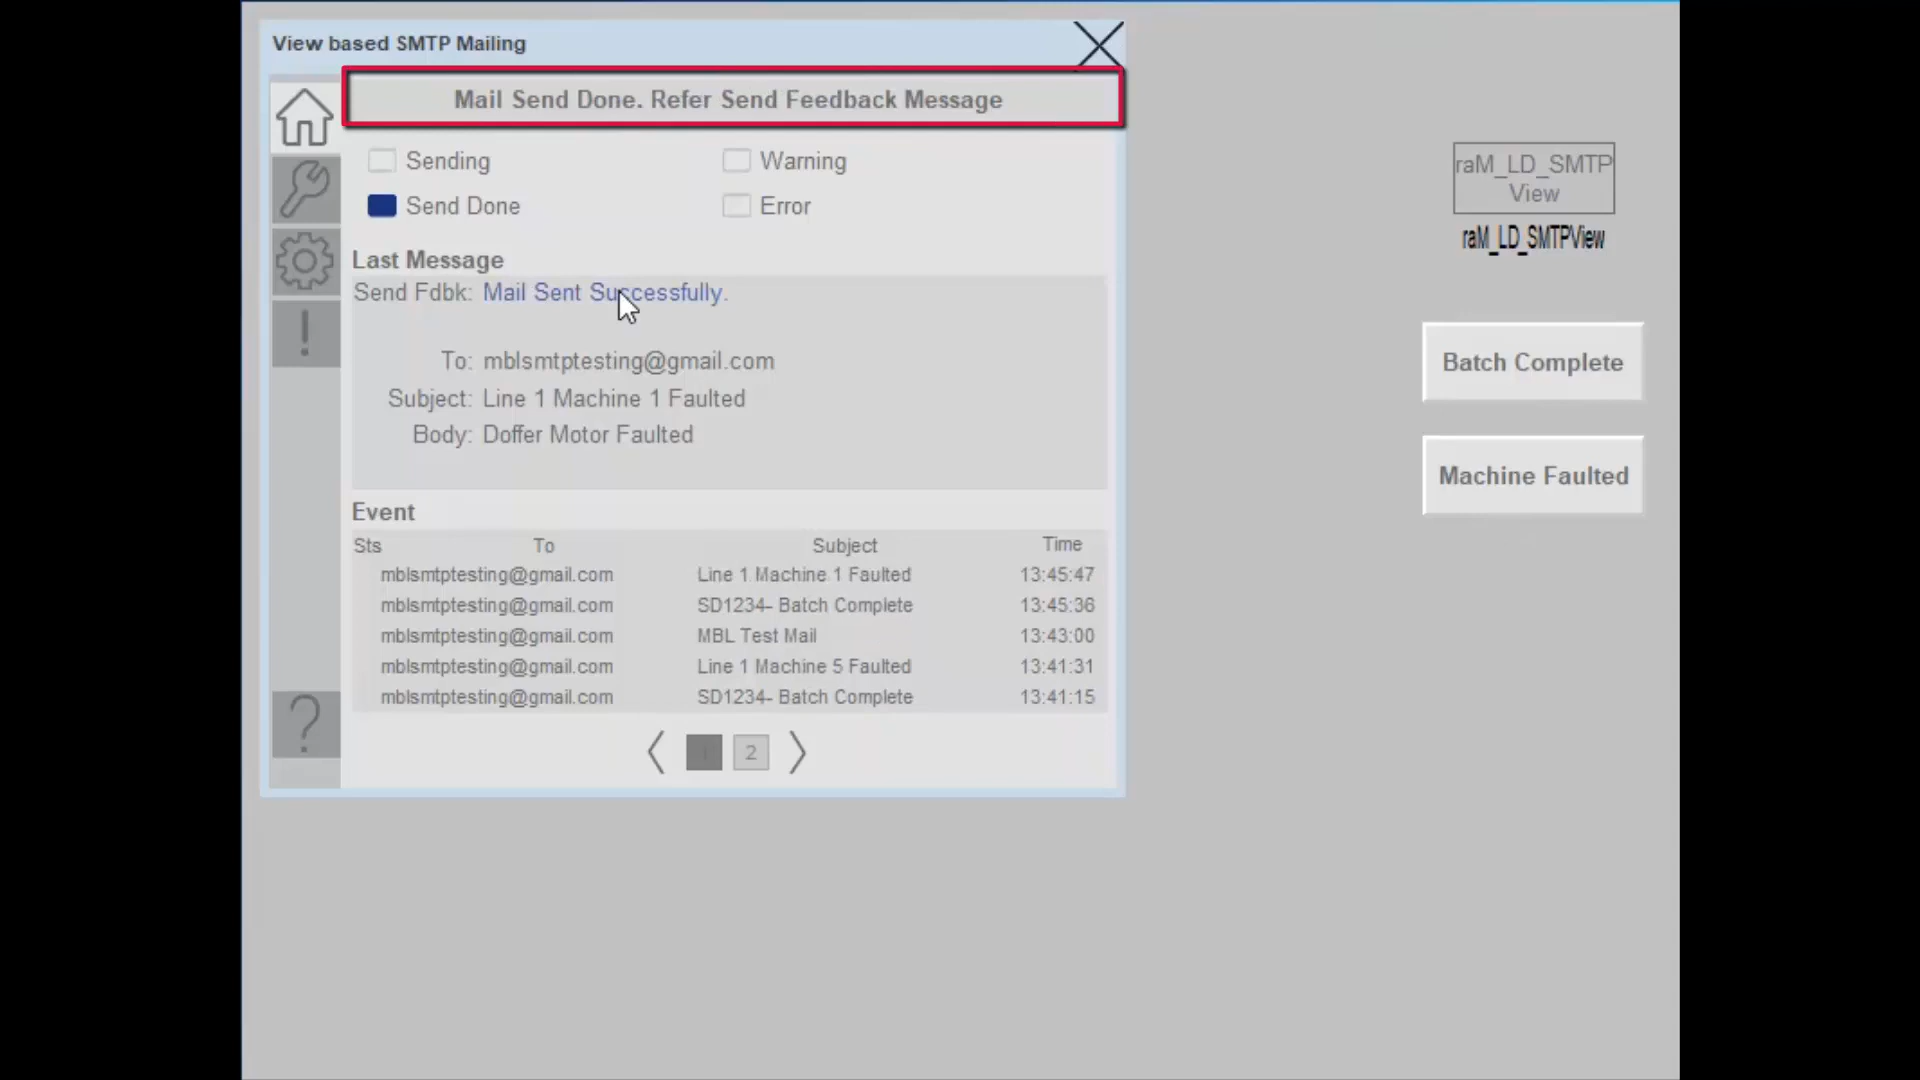 View based SMTP Mailing
Mail Send Done. Refer Send Feedback Message
Sending
Warning
Send Done
Error
Last Message
Send Fdbk: Mail Sent Successfully.
To: mblsmtptesting@gmail.com
Subject: Line 1 Machine 1 Faulted
Body: Doffer Motor Faulted
Event
Sts To Subject Time
mblsmtptesting@gmail.com Line 1 Machine 1 Faulted 13:45:47
mblsmtptesting@gmail.com SD1234- Batch Complete 13:45:36
mblsmtptesting@gmail.com MBL Test Mail 13:43:00
mblsmtptesting@gmail.com Line 1 Machine 5 Faulted 13:41:31
mblsmtptesting@gmail.com SD1234- Batch Complete 13:41:15
1 2
raM_LD_SMTP
View
raM_LD_SMTPView
Batch Complete
Machine Faulted